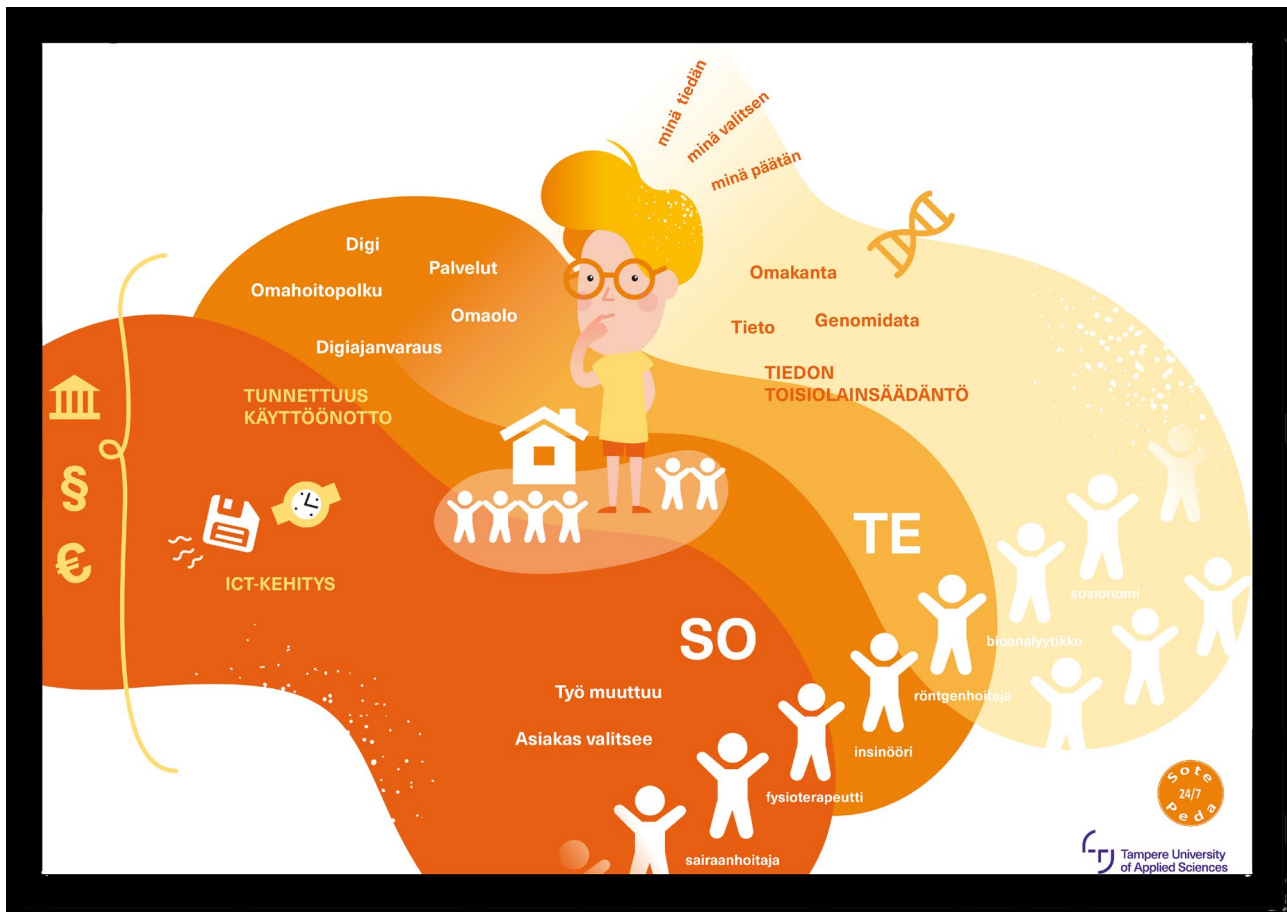 minä tiedän
minä valitsen
minä päätän
Digi
Palvelut
Omahoitopolku
Omaolo
Digiajanvaraus
Omakanta
Tieto
Genomidata
TIEDON
TOISIOLAINSÄÄDÄNTÖ
TUNNETTUUS
KÄYTTÖÖNOTTO
§
€
ICT-KEHITYS
TE
SO
Työ muuttuu
Asiakas valitsee
sosionomi
bioanalyytikko
röntgenhoitaja
insinööri
fysioterapeutti
sairaanhoitaja
Sote
24/7
Peda
Tampere University
of Applied Sciences